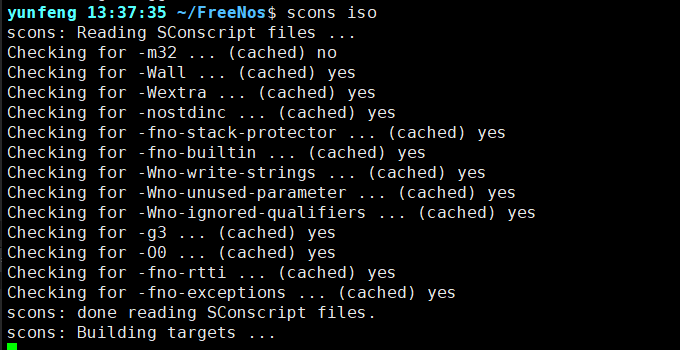 yunfeng 13:37:35 ~/FreeNos$ scons iso
scons: Reading SConscript files ...
Checking for -m32 ... (cached) no
Checking for -Wall ... (cached) yes
Checking for -Wextra ... (cached) yes
Checking for -nostdinc ... (cached) yes
Checking for -fno-stack-protector ... (cached) yes
Checking for -fno-builtin ... (cached) yes
Checking for -Wno-write-strings ... (cached) yes
Checking for -Wno-unused-parameter ... (cached) yes
Checking for -Wno-ignored-qualifiers ... (cached) yes
Checking for -g3 ... (cached) yes
Checking for -O0 ... (cached) yes
Checking for -fno-rtti ... (cached) yes
Checking for -fno-exceptions ... (cached) yes
scons: done reading SConscript files.
scons: Building targets ...